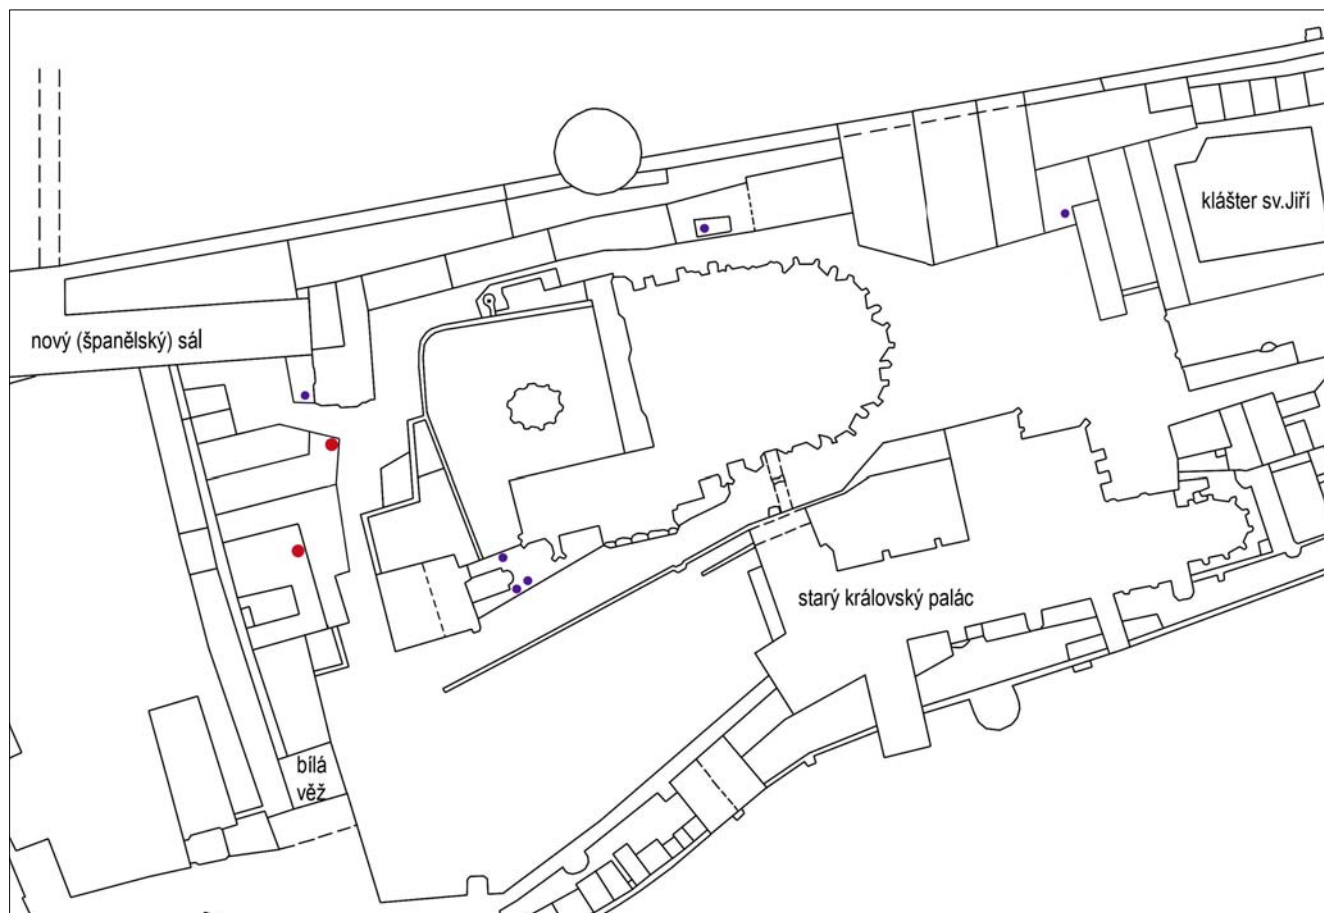 klášter sv.Jiří
nový (španělský) sál
starý královský palác
bílá
věž